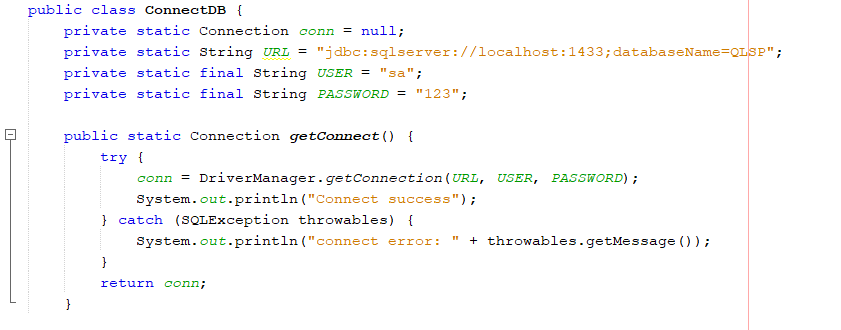 public class ConnectDB {
private static Connection conn = null;
private static String URL = "jdbc:sqlserver://localhost:1433;databaseName=QLSP";
private static final String USER = "sa";
private static final String PASSWORD = "123";
public static Connection getConnect() {
try {
conn = DriverManager.getConnection(URL, USER, PASSWORD);
System.out.println("Connect success");
} catch (SQLException throwables) {
System.out.println("connect error: " + throwables.getMessage());
}
return conn;
}